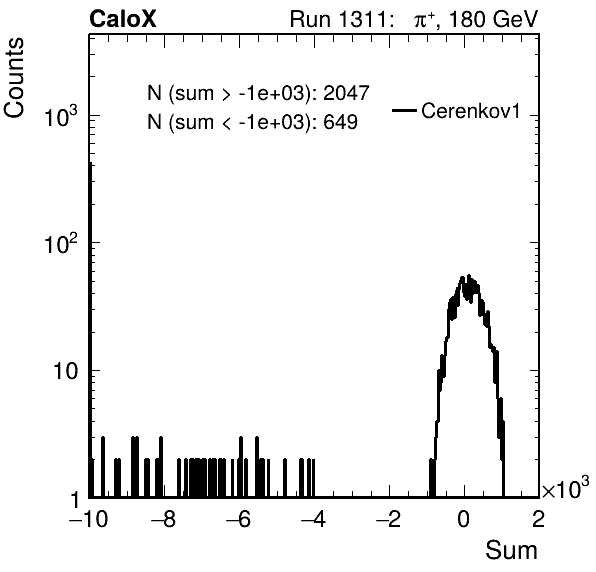 CaloX Run 1311: π⁺, 180 GeV
Counts
N (sum > -1e+03): 2047
N (sum < -1e+03): 649
Cerenkov1
10³
10²
10
1
−10 −8 −6 −4 −2 0 2
×10³
Sum